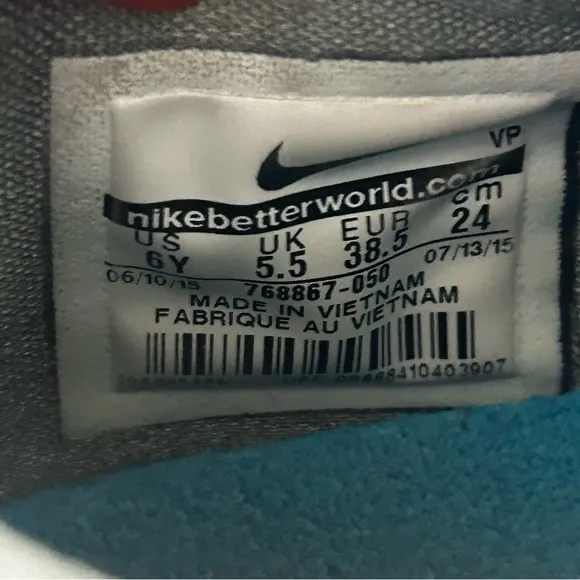 VP
nikebetterworld.com
US UK EUR cm
6Y 5.5 38.5 24
06/10/15 768867-050 07/13/15
MADE IN VIETNAM
FABRIQUE AU VIETNAM